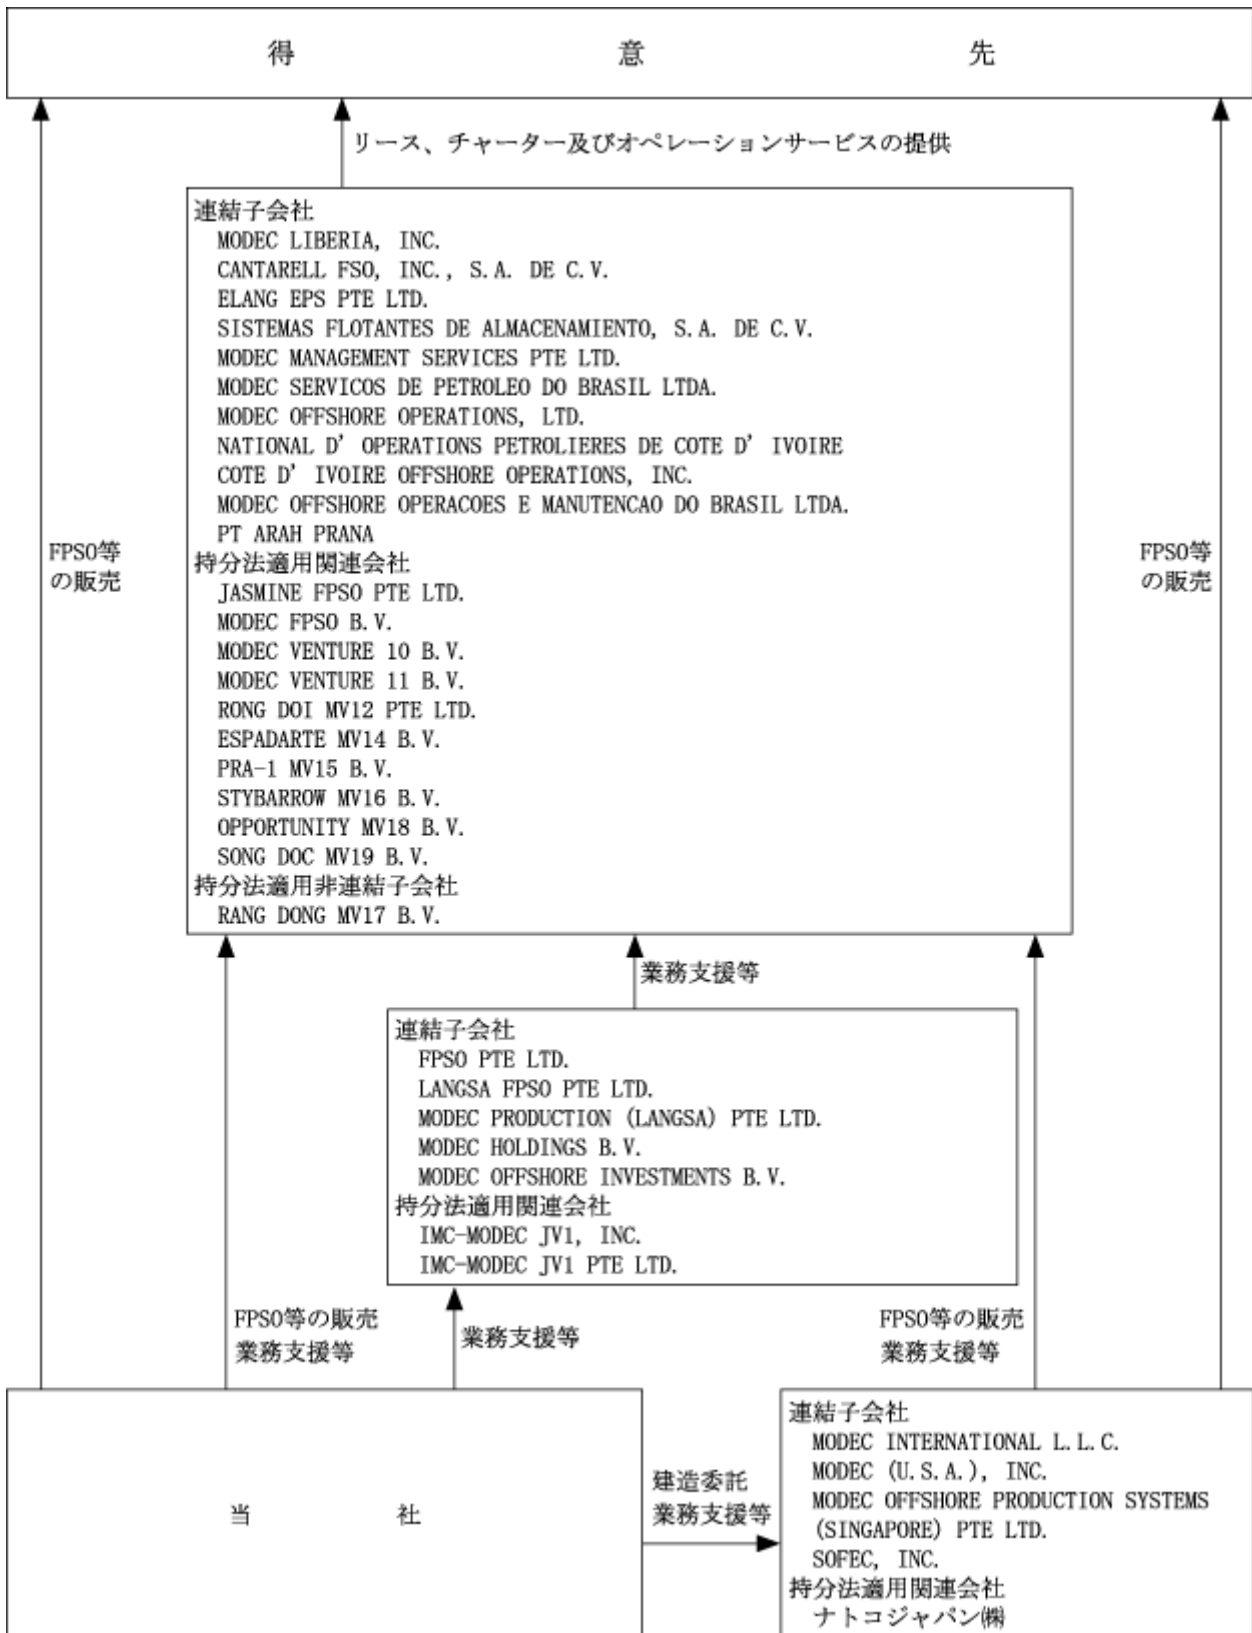 得意先
リース、チャーター及びオペレーションサービスの提供
連結子会社
MODEC LIBERIA, INC.
CANTARELL FSO, INC., S.A. DE C.V.
ELANG EPS PTE LTD.
SISTEMAS FLOTANTES DE ALMACENAMIENTO, S.A. DE C.V.
MODEC MANAGEMENT SERVICES PTE LTD.
MODEC SERVICOS DE PETROLEO DO BRASIL LTDA.
MODEC OFFSHORE OPERATIONS, LTD.
NATIONAL D' OPERATIONS PETROLIERES DE COTE D' IVOIRE
COTE D' IVOIRE OFFSHORE OPERATIONS, INC.
MODEC OFFSHORE OPERACOES E MANUTENCAO DO BRASIL LTDA.
PT ARAH PRANA
持分法適用関連会社
JASMINE FPSO PTE LTD.
MODEC FPSO B.V.
MODEC VENTURE 10 B.V.
MODEC VENTURE 11 B.V.
RONG DOI MV12 PTE LTD.
ESPADARTE MV14 B.V.
PRA-1 MV15 B.V.
STYBARROW MV16 B.V.
OPPORTUNITY MV18 B.V.
SONG DOC MV19 B.V.
持分法適用非連結子会社
RANG DONG MV17 B.V.
FPSO等
の販売
FPSO等
の販売
業務支援等
連結子会社
FPSO PTE LTD.
LANGSA FPSO PTE LTD.
MODEC PRODUCTION (LANGSA) PTE LTD.
MODEC HOLDINGS B.V.
MODEC OFFSHORE INVESTMENTS B.V.
持分法適用関連会社
IMC-MODEC JV1, INC.
IMC-MODEC JV1 PTE LTD.
FPSO等の販売
業務支援等
業務支援等
FPSO等の販売
業務支援等
当社
建造委託
業務支援等
連結子会社
MODEC INTERNATIONAL L.L.C.
MODEC (U.S.A.), INC.
MODEC OFFSHORE PRODUCTION SYSTEMS
(SINGAPORE) PTE LTD.
SOFEC, INC.
持分法適用関連会社
ナトコジャパン㈱